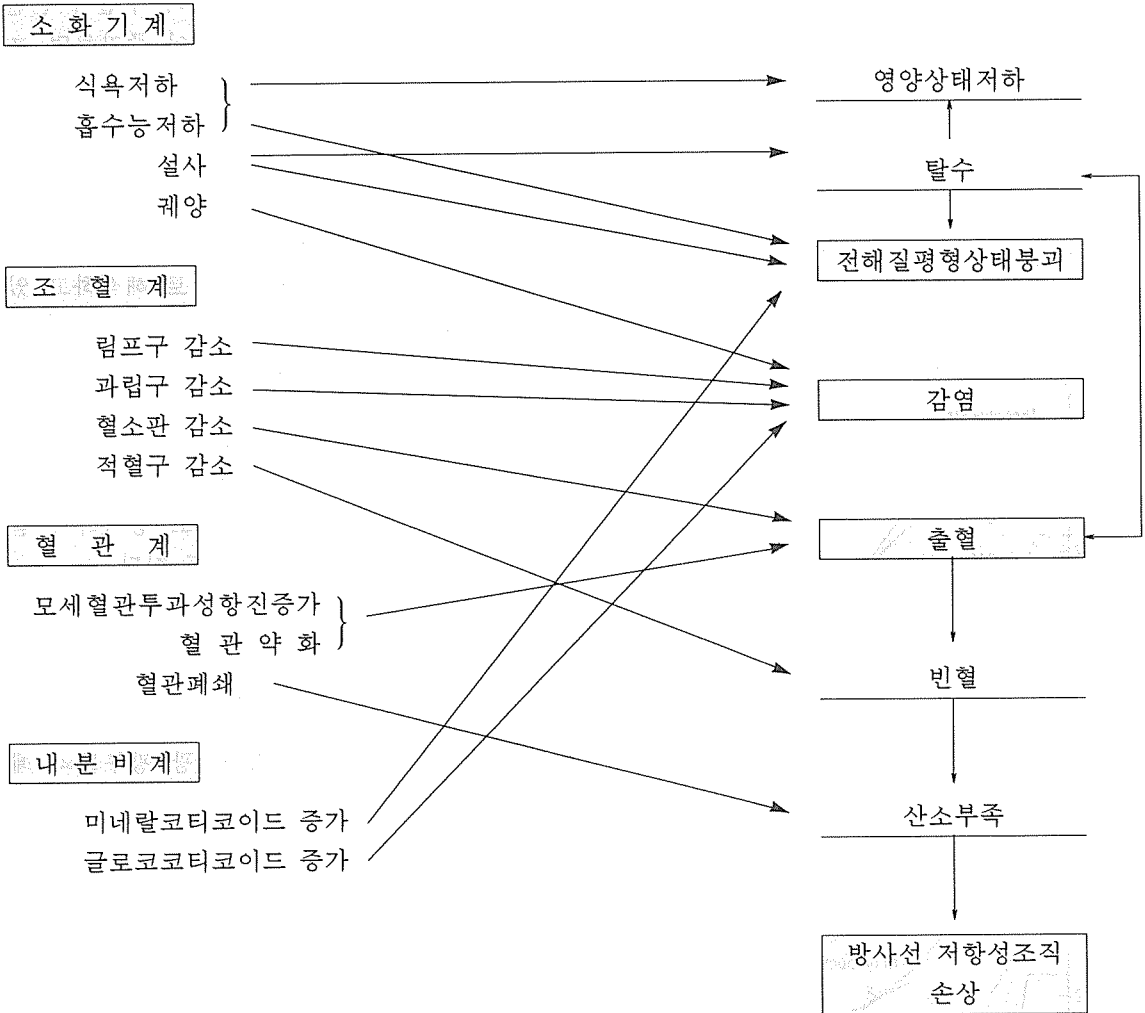 소 화 기 계
식욕저하
흡수능저하
설사
궤양
조 혈 계
림프구 감소
과립구 감소
혈소판 감소
적혈구 감소
혈 관 계
모세혈관투과성항진증가
혈 관 약 화
혈관폐쇄
내 분 비 계
미네랄코티코이드 증가
글로코코티코이드 증가
영양상태저하
탈수
전해질평형상태붕괴
감염
출혈
빈혈
산소부족
방사선 저항성조직
손상